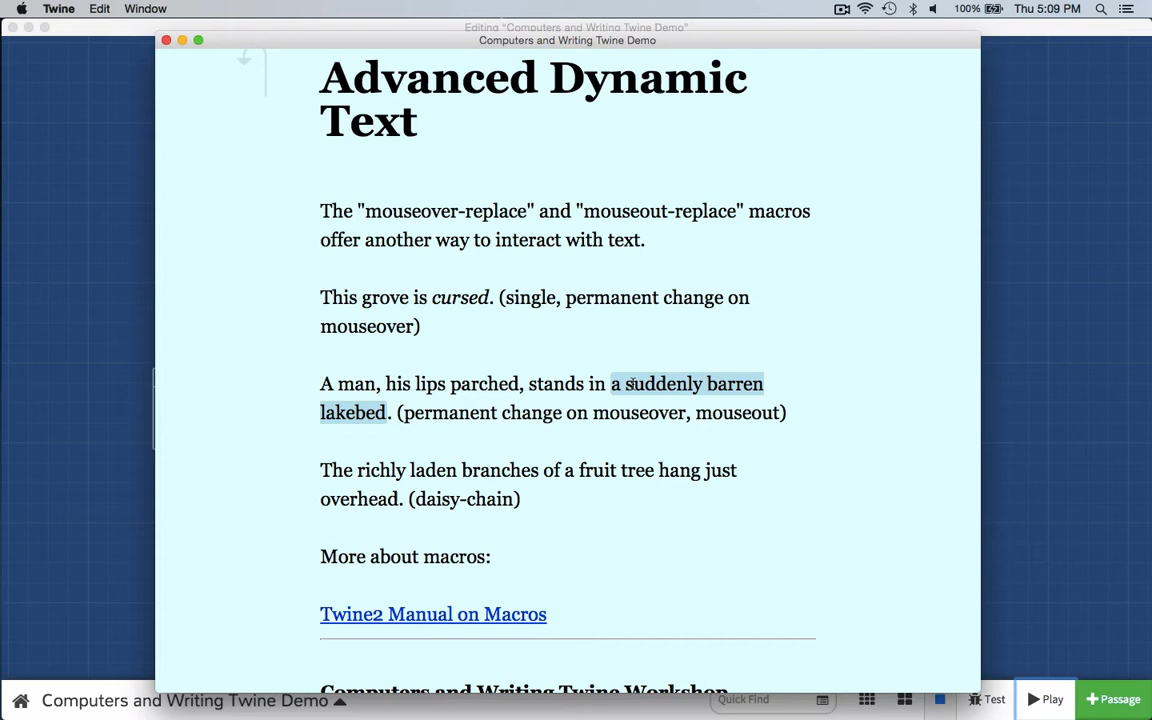 Twine Edit Window 100% Thu 5:09 PM
Editing “Computers and Writing Twine Demo”
Computers and Writing Twine Demo
Advanced Dynamic
Text
The "mouseover-replace" and "mouseout-replace" macros
offer another way to interact with text.
This grove is cursed. (single, permanent change on
mouseover)
A man, his lips parched, stands in a suddenly barren
lakebed. (permanent change on mouseover, mouseout)
The richly laden branches of a fruit tree hang just
overhead. (daisy-chain)
More about macros:
Twine2 Manual on Macros
Computers and Writing Twine Workshop
Computers and Writing Twine Demo Quick Find Test Play +Passage